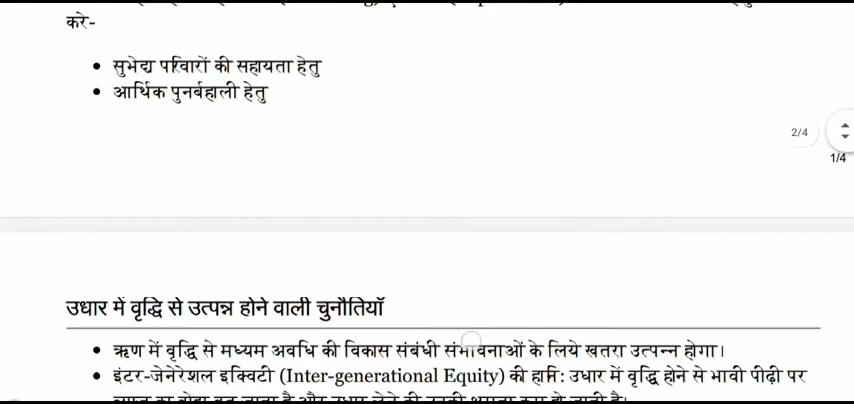 करे-
• सुभेद्य परिवारों की सहायता हेतु
• आर्थिक पुनर्बहाली हेतु
2/4
1/4
उधार में वृद्धि से उत्पन्न होने वाली चुनौतियाँ
• ऋण में वृद्धि से मध्यम अवधि की विकास संबंधी संभावनाओं के लिये खतरा उत्पन्न होगा।
• इंटर-जेनेरेशल इक्विटी (Inter-generational Equity) की हानि: उधार में वृद्धि होने से भावी पीढ़ी पर